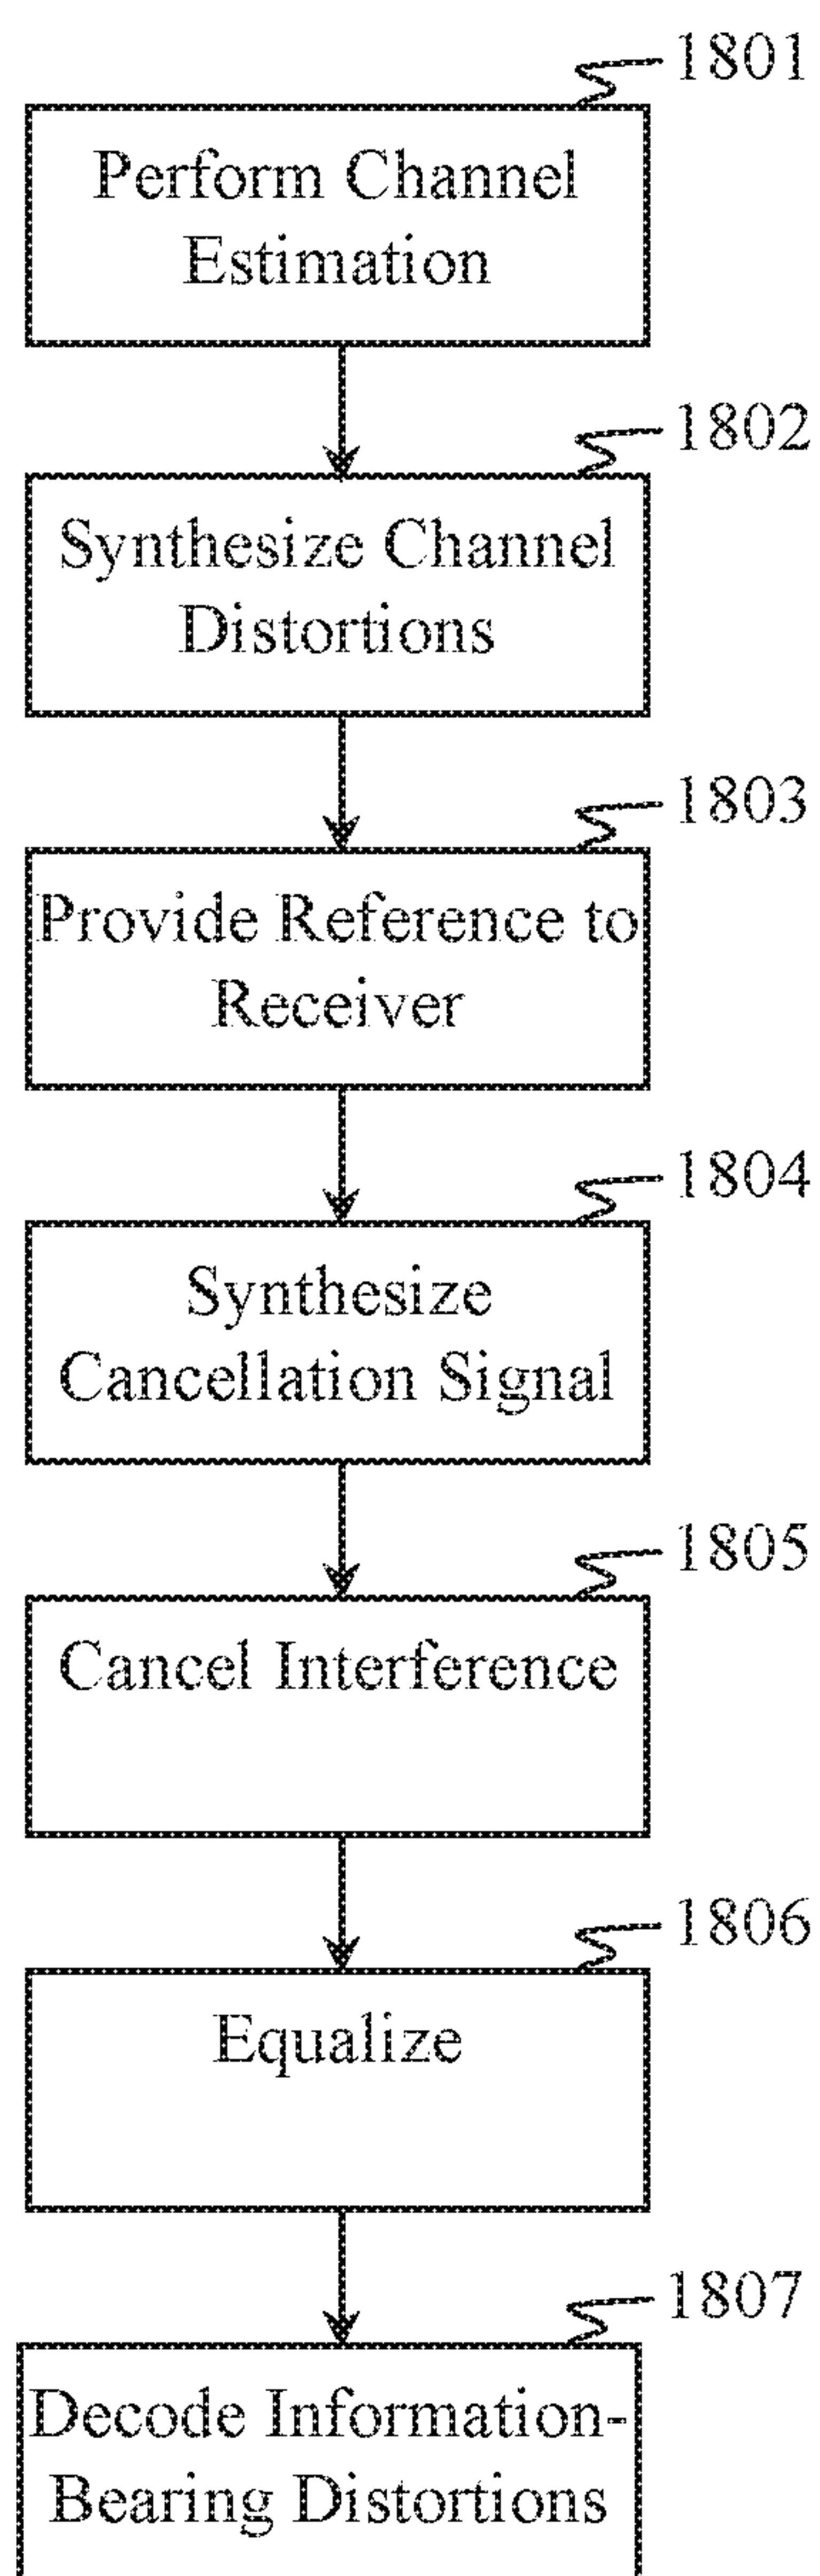 1801
Perform Channel
Estimation
1802
Synthesize Channel
Distortions
1803
Provide Reference to
Receiver
1804
Synthesize
Cancellation Signal
1805
Cancel Interference
1806
Equalize
1807
Decode Information-
Bearing Distortions